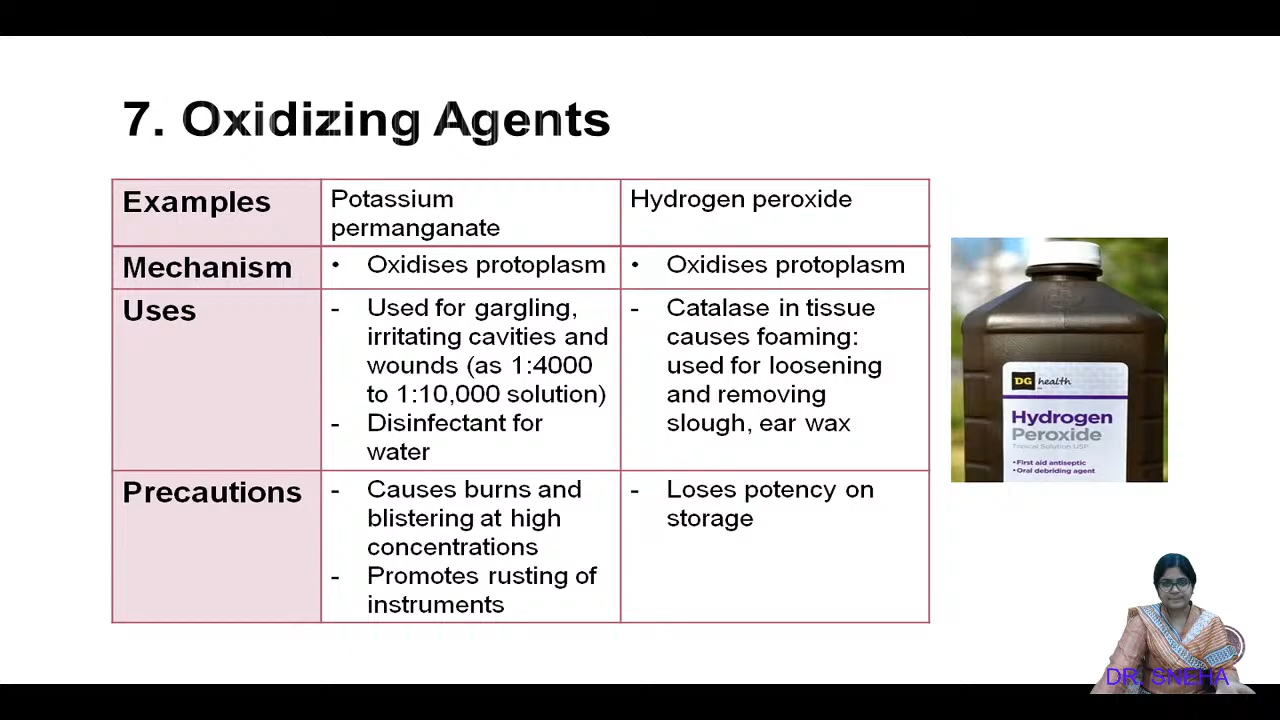 7. Oxidizing Agents
Examples
Potassium
permanganate
Hydrogen peroxide
Mechanism
• Oxidises protoplasm
• Oxidises protoplasm
Uses
- Used for gargling,
irritating cavities and
wounds (as 1:4000
to 1:10,000 solution)
- Disinfectant for
water
- Catalase in tissue
causes foaming:
used for loosening
and removing
slough, ear wax
Precautions
- Causes burns and
blistering at high
concentrations
- Promotes rusting of
instruments
- Loses potency on
storage
DG health
Hydrogen
Peroxide
Topical Solution USP
•First aid antiseptic
•Oral debriding agent
DR. SNEHA